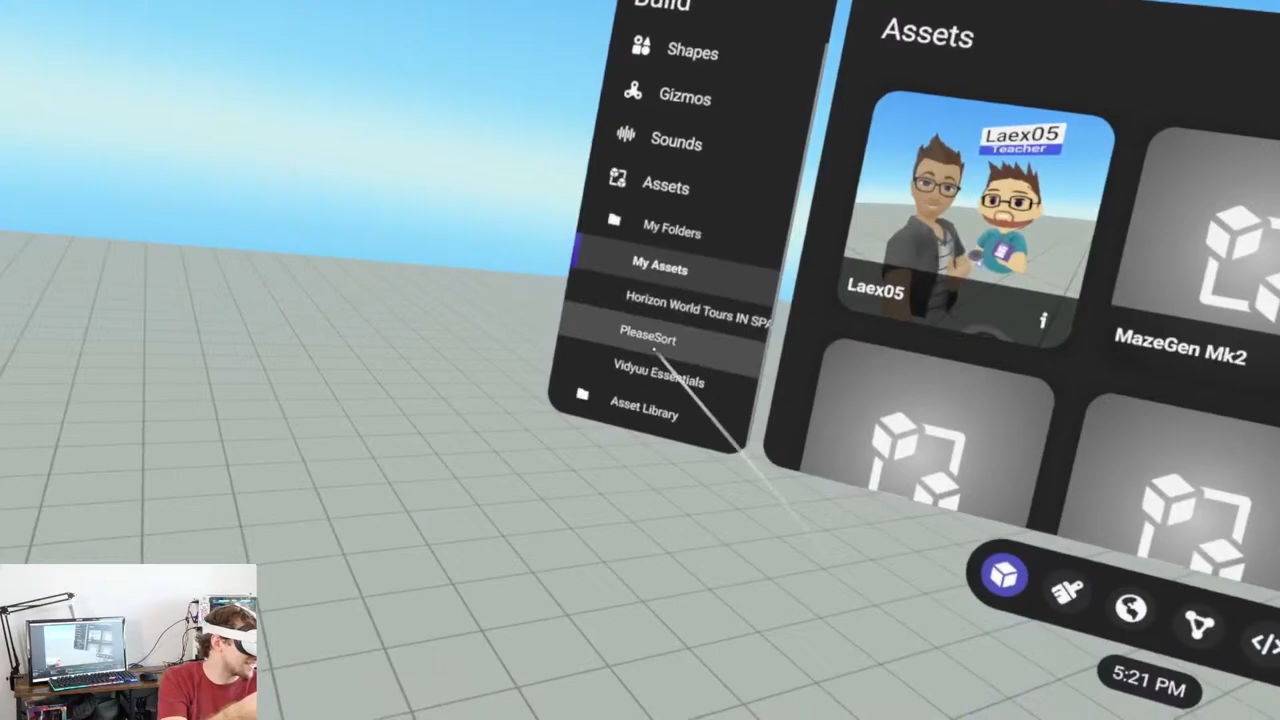 Build
Shapes
Gizmos
Sounds
Assets
My Folders
My Assets
Horizon World Tours IN SPA
PleaseSort
Vidyuu Essentials
Asset Library
Assets
Laex05
Teacher
Laex05
MazeGen Mk2
5:21 PM